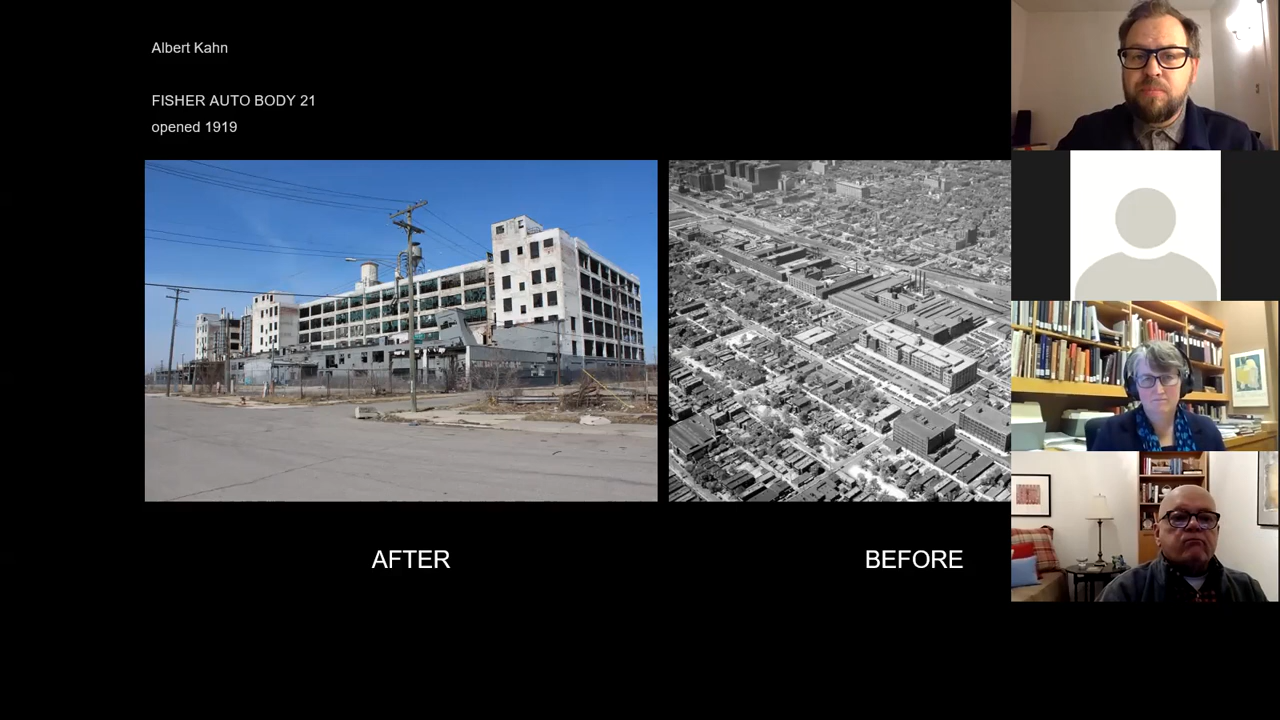 Albert Kahn
FISHER AUTO BODY 21
opened 1919
AFTER
BEFORE